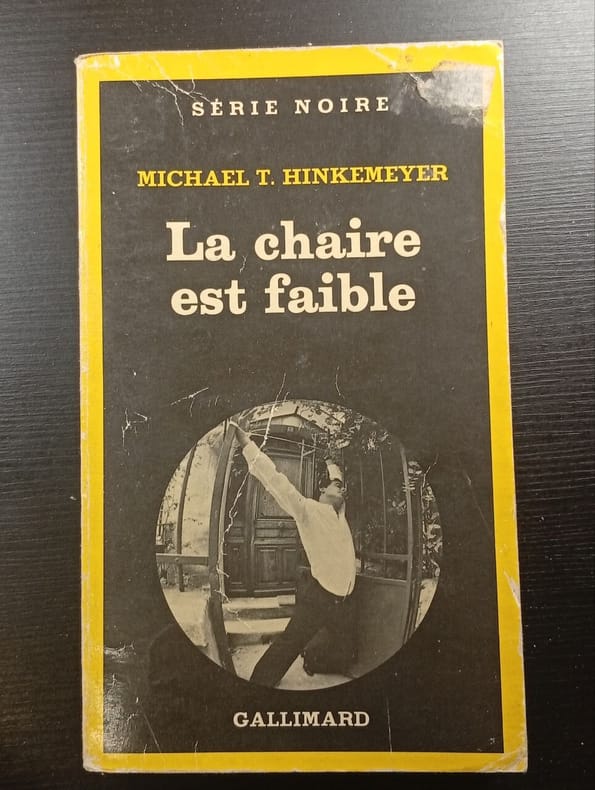 SÉRIE NOIRE
MICHAEL T. HINKEMEYER
La chaire
est faible
GALLIMARD